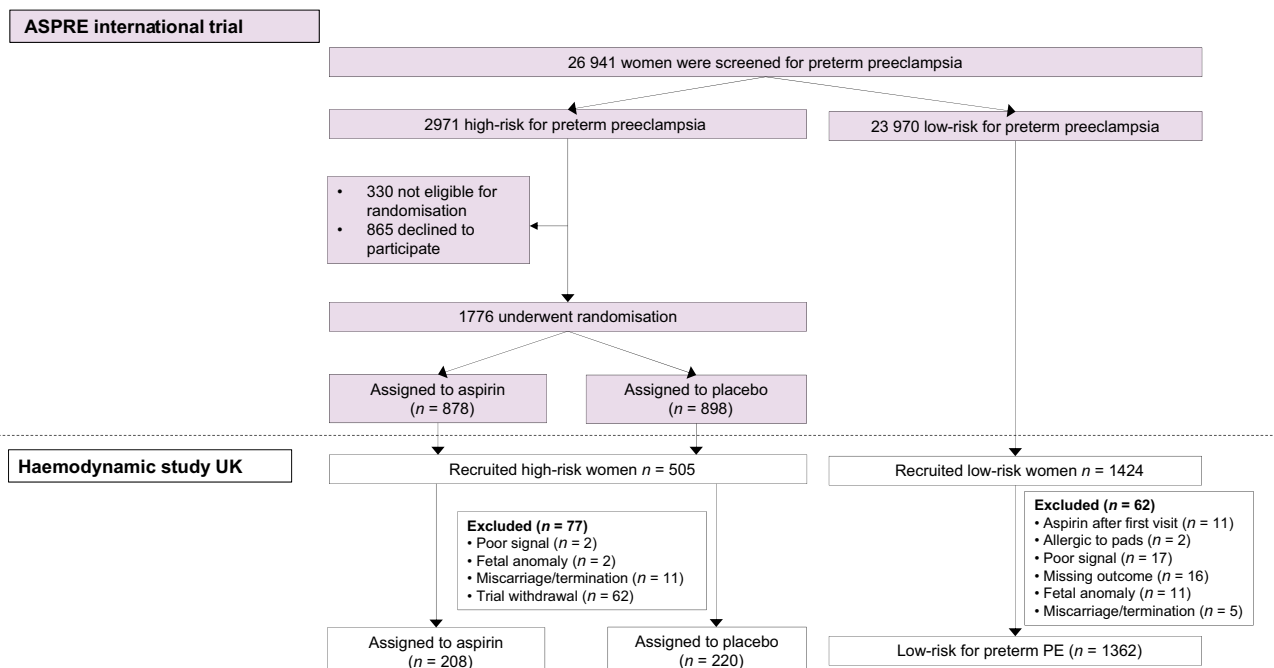 ASPRE international trial
26 941 women were screened for preterm preeclampsia
2971 high-risk for preterm preeclampsia
23 970 low-risk for preterm preeclampsia
• 330 not eligible for
randomisation
• 865 declined to
participate
1776 underwent randomisation
Assigned to aspirin
(n = 878)
Assigned to placebo
(n = 898)
Haemodynamic study UK
Recruited high-risk women n = 505
Recruited low-risk women n = 1424
Excluded (n = 77)
• Poor signal (n = 2)
• Fetal anomaly (n = 2)
• Miscarriage/termination (n = 11)
• Trial withdrawal (n = 62)
Excluded (n = 62)
• Aspirin after first visit (n = 11)
• Allergic to pads (n = 2)
• Poor signal (n = 17)
• Missing outcome (n = 16)
• Fetal anomaly (n = 11)
• Miscarriage/termination (n = 5)
Assigned to aspirin
(n = 208)
Assigned to placebo
(n = 220)
Low-risk for preterm PE (n = 1362)